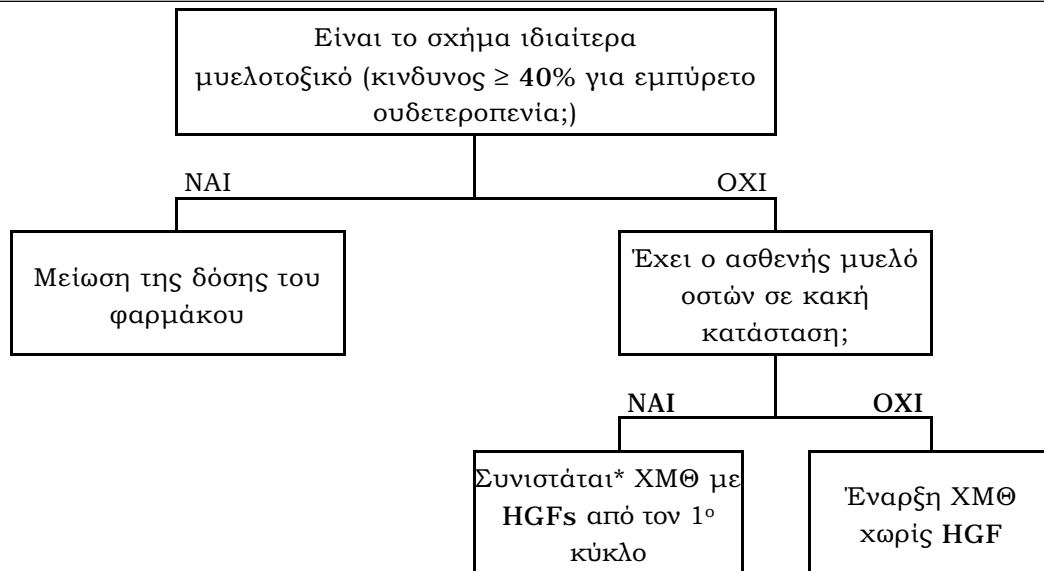 Είναι το σχήμα ιδιαίτερα
μυελοτοξικό (κινδυνος ≥ 40% για εμπύρετο
ουδετεροπενία;)
ΝΑΙ
ΟΧΙ
Μείωση της δόσης του
φαρμάκου
Έχει ο ασθενής μυελό
οστών σε κακή
κατάσταση;
ΝΑΙ
ΟΧΙ
Συνιστάται* ΧΜΘ με
HGFs από τον 1ο
κύκλο
Έναρξη ΧΜΘ
χωρίς HGF